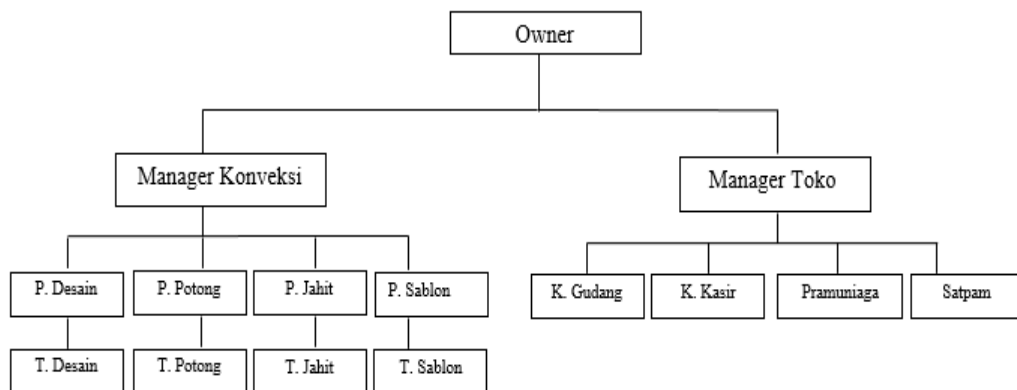 Owner
Manager Konveksi
Manager Toko
P. Desain
P. Potong
P. Jahit
P. Sablon
K. Gudang
K. Kasir
Pramuniaga
Satpam
T. Desain
T. Potong
T. Jahit
T. Sablon